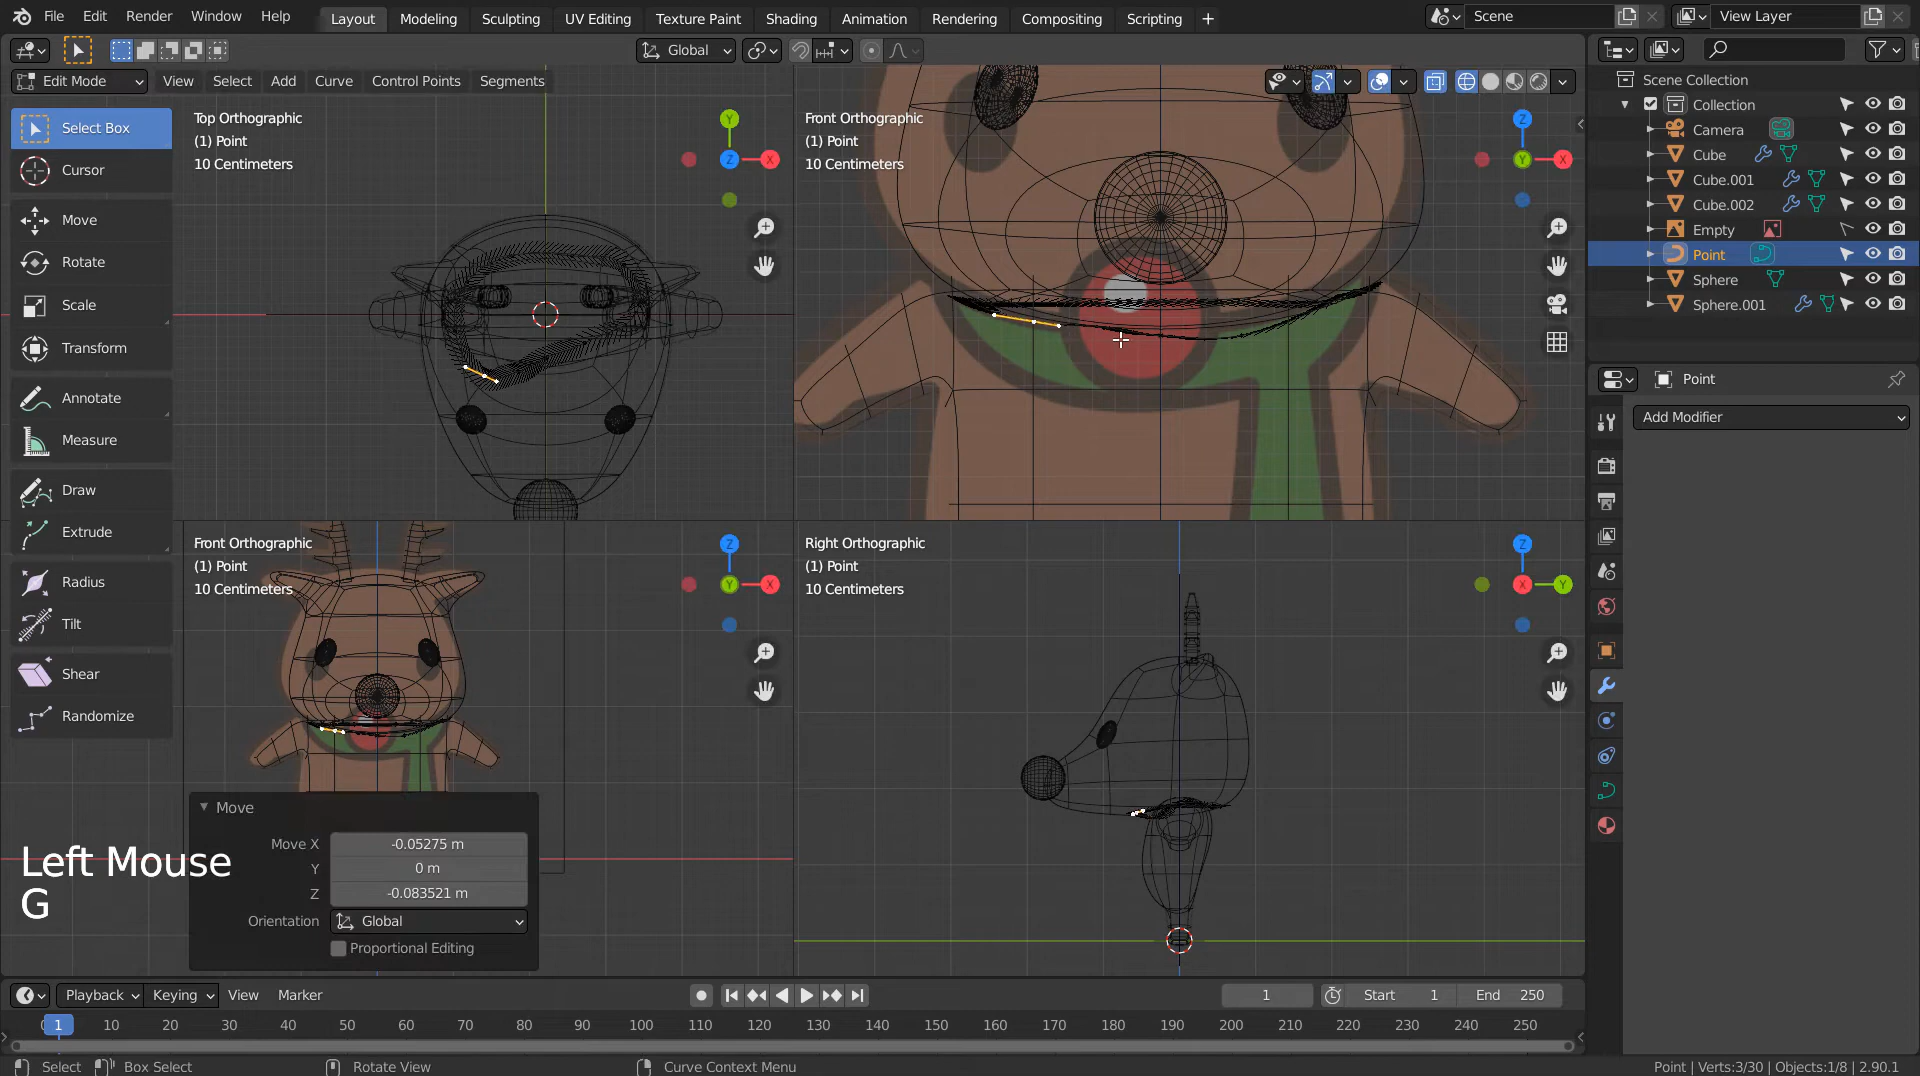 File Edit Render Window Help Layout Modeling Sculpting UV Editing Texture Paint Shading Animation Rendering Compositing Scripting + Scene View Layer
Global
Edit Mode View Select Add Curve Control Points Segments
Select Box
Cursor
Move
Rotate
Scale
Transform
Annotate
Measure
Draw
Extrude
Radius
Tilt
Shear
Randomize
Top Orthographic
(1) Point
10 Centimeters
Y
Z
X
Front Orthographic
(1) Point
10 Centimeters
Z
Y
X
Front Orthographic
(1) Point
10 Centimeters
Z
Y
X
Right Orthographic
(1) Point
10 Centimeters
Z
X
Y
Move
Move X -0.05275 m
Y 0 m
Z -0.083521 m
Orientation Global
Proportional Editing
Left Mouse
G
Scene Collection
Collection
Camera
Cube
Cube.001
Cube.002
Empty
Point
Sphere
Sphere.001
Point
Add Modifier
Playback Keying View Marker 1 Start 1 End 250
1 10 20 30 40 50 60 70 80 90 100 110 120 130 140 150 160 170 180 190 200 210 220 230 240 250
Select Box Select Rotate View Curve Context Menu Point | Verts:3/30 | Objects:1/8 | 2.90.1